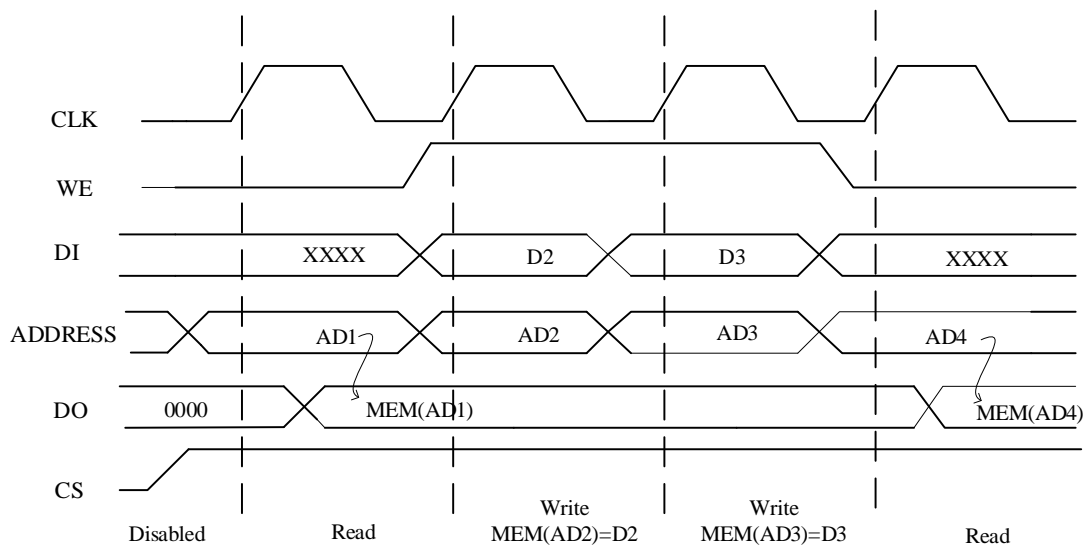 CLK
WE
DI
XXXX
D2
D3
XXXX
ADDRESS
AD1
AD2
AD3
AD4
DO
0000
MEM(AD1)
MEM(AD4)
CS
Disabled
Read
Write
MEM(AD2)=D2
Write
MEM(AD3)=D3
Read